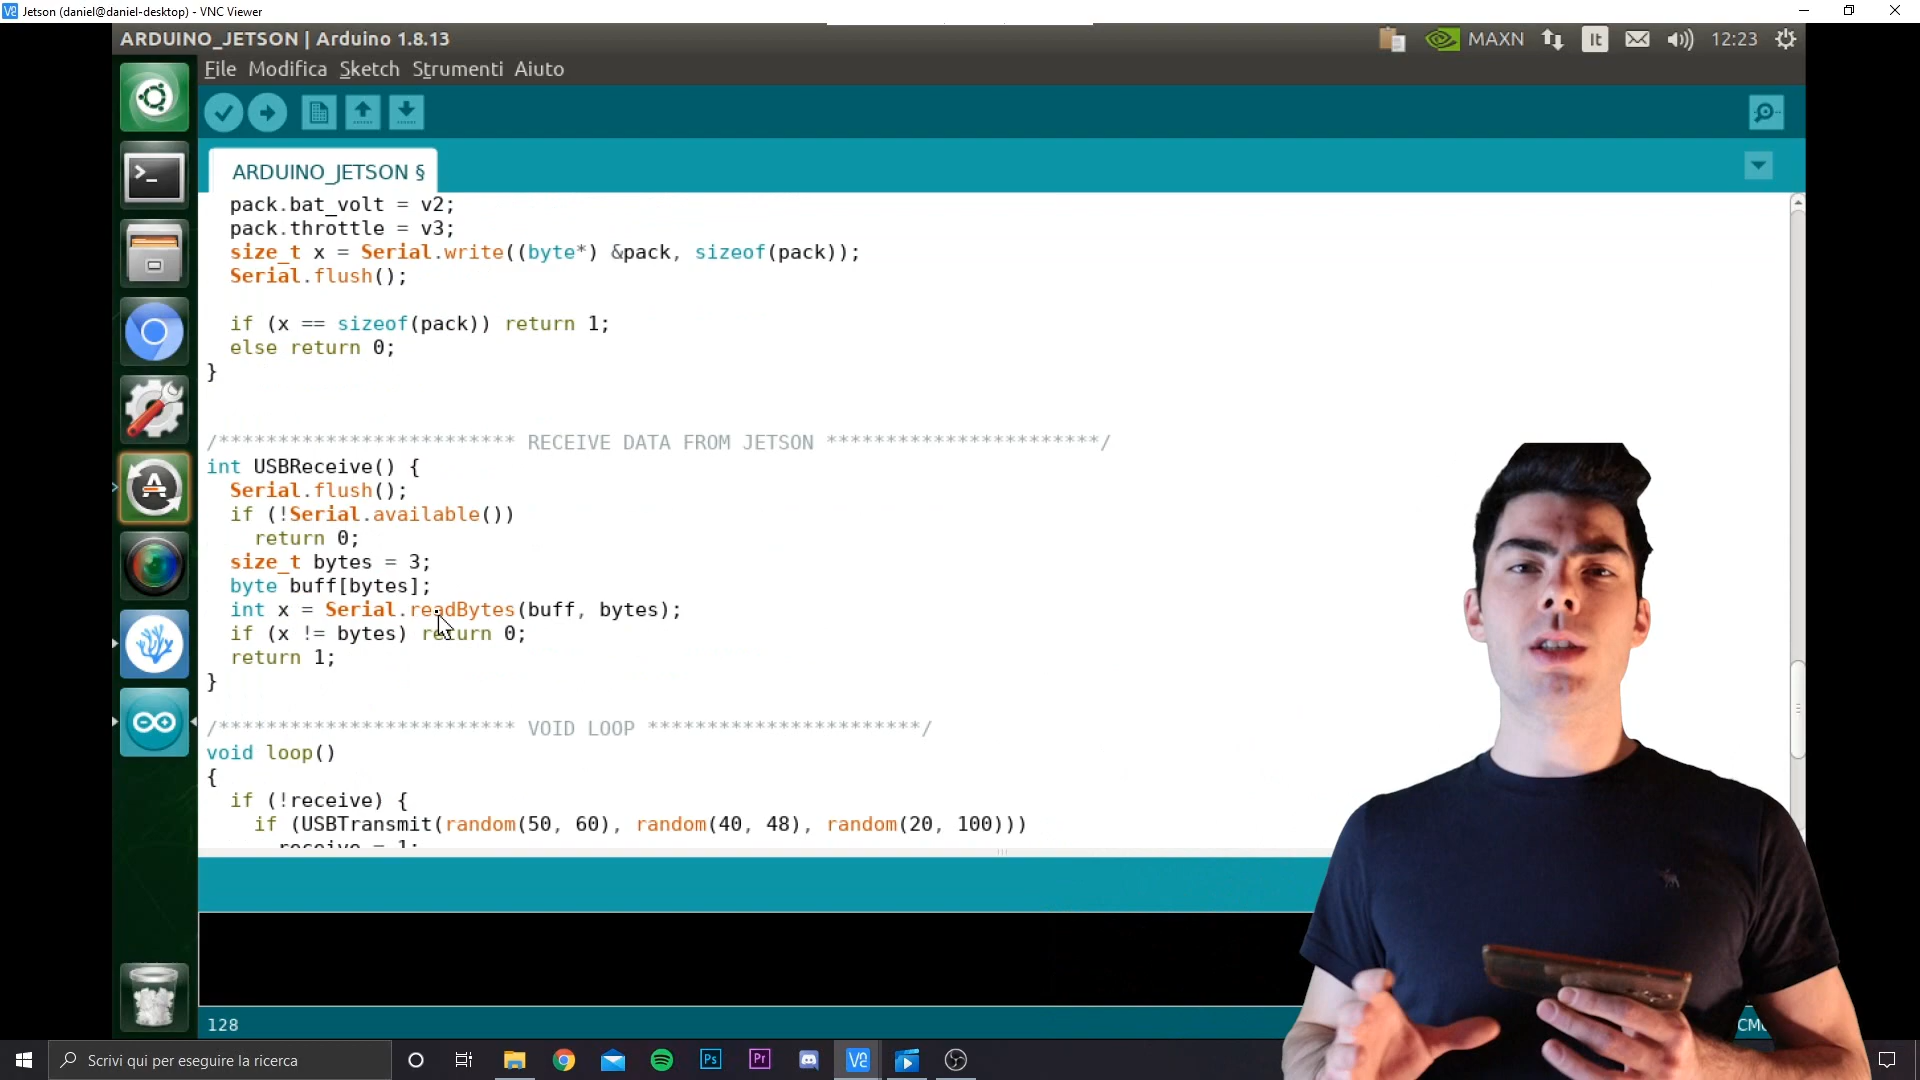 Jetson (daniel@daniel-desktop) - VNC Viewer
ARDUINO_JETSON | Arduino 1.8.13
MAXN
It
12:23
File Modifica Sketch Strumenti Aiuto
ARDUINO_JETSON §
pack.bat_volt = v2;
pack.throttle = v3;
size_t x = Serial.write((byte*) &pack, sizeof(pack));
Serial.flush();
if (x == sizeof(pack)) return 1;
else return 0;
}
/************************* RECEIVE DATA FROM JETSON ***********************/
int USBReceive() {
Serial.flush();
if (!Serial.available())
return 0;
size_t bytes = 3;
byte buff[bytes];
int x = Serial.readBytes(buff, bytes);
if (x != bytes) return 0;
return 1;
}
/************************* VOID LOOP ***********************/
void loop()
{
if (!receive) {
if (USBTransmit(random(50, 60), random(40, 48), random(20, 100)))
receive = 1;
128
Scrivi qui per eseguire la ricerca
Ps
Pr